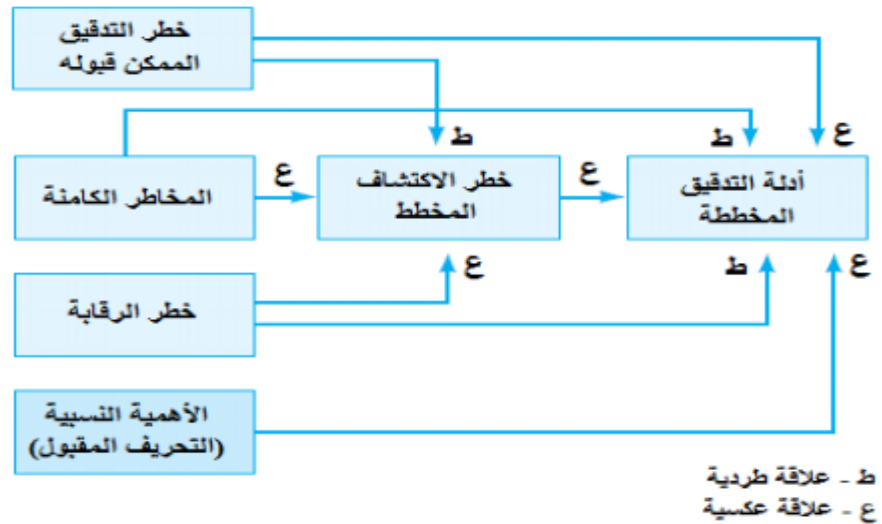 خطر التدقيق
الممكن قبوله
ع
ط
ط
المخاطر الكامنة
ع
خطر الاكتشاف
المخطط
ع
أدلة التدقيق
المخططة
خطر الرقابة
ع
ط
ع
الأهمية النسبية
(التحريف المقبول)
ط - علاقة طردية
ع - علاقة عكسية